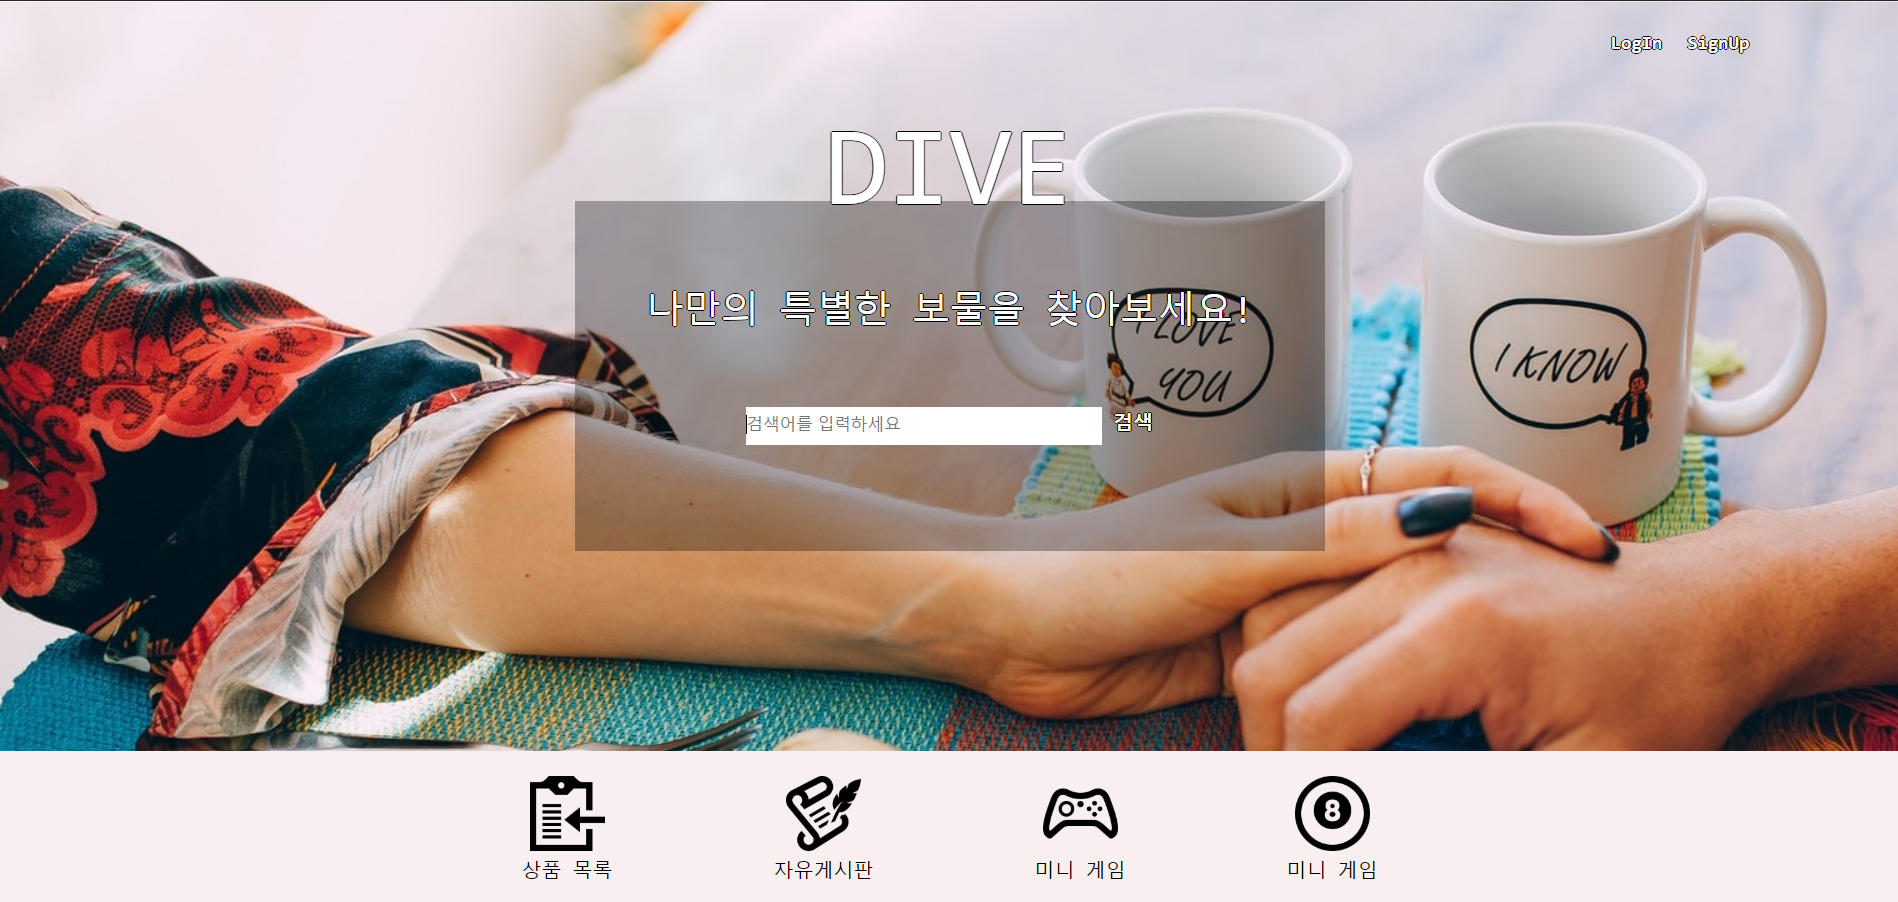 LogIn SignUp
DIVE
나만의 특별한 보물을 찾아보세요!
I LOVE
YOU
I KNOW
검색어를 입력하세요 검색
8
상품 목록 자유게시판 미니 게임 미니 게임